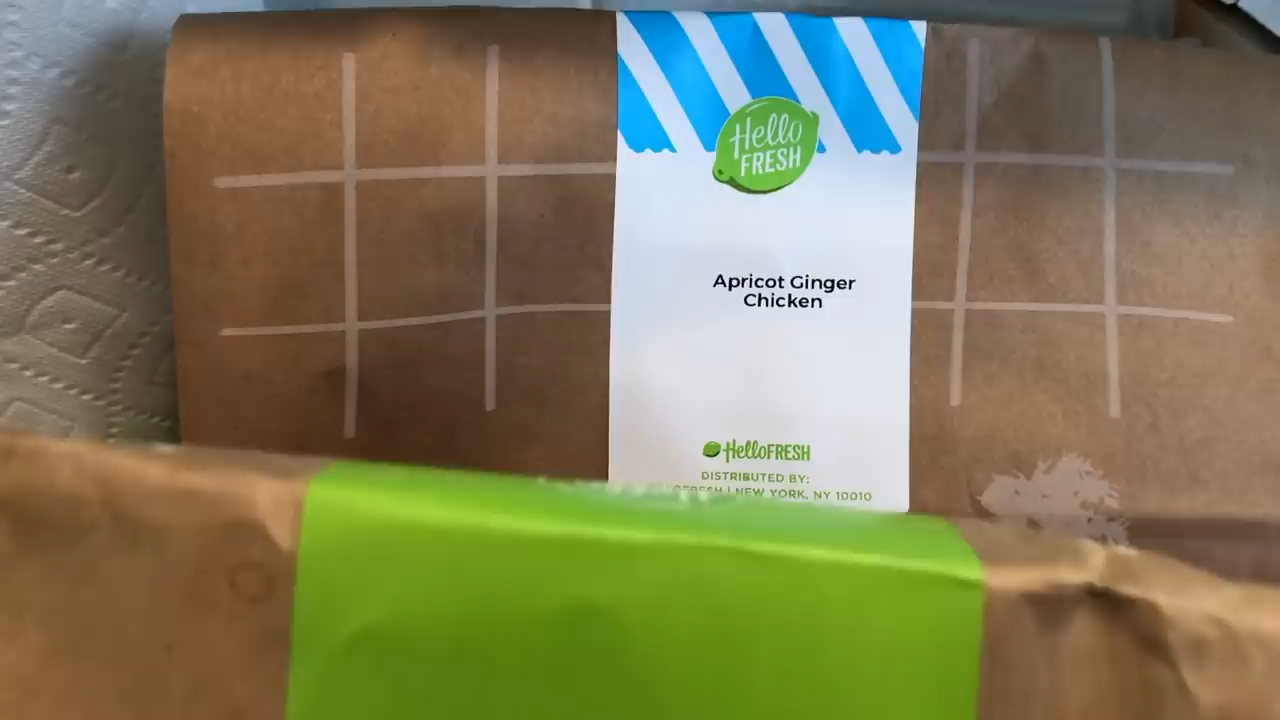 Hello
FRESH
Apricot Ginger
Chicken
HelloFRESH
DISTRIBUTED BY:
| NEW YORK, NY 10010